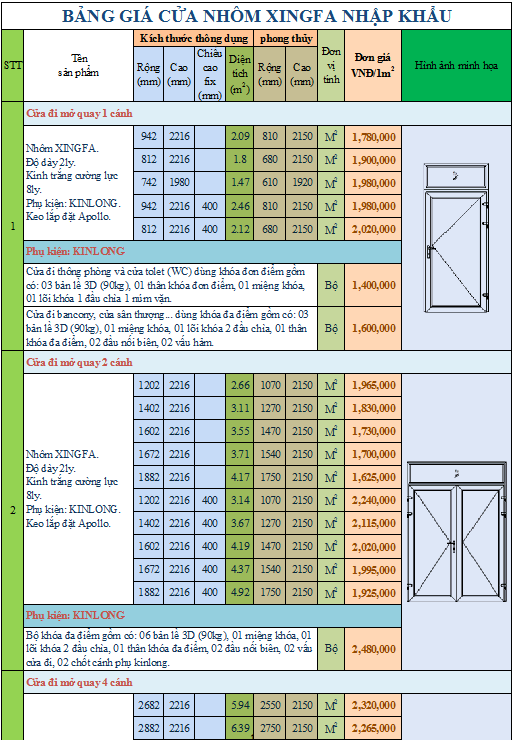 BẢNG GIÁ CỬA NHÔM XINGFA NHẬP KHẨU
STT
Tên
sản phẩm
Kích thước thông dụng
phong thủy
Rộng
(mm)
Cao
(mm)
Chiều
cao
fix
(mm)
Diện
tích
(m²)
Rộng
(mm)
Cao
(mm)
Đơn
vị
tính
Đơn giá
VNĐ/1m²
Hình ảnh minh họa
1
Cửa đi mở quay 1 cánh
Nhôm XINGFA.
Độ dày 2ly.
Kính trắng cường lực
8ly.
Phụ kiện: KINLONG.
Keo lắp đặt Apollo.
942 2216 2.09 810 2150 M² 1,780,000
812 2216 1.8 680 2150 M² 1,900,000
742 1980 1.47 610 1920 M² 1,980,000
942 2216 400 2.46 810 2150 M² 1,980,000
812 2216 400 2.12 680 2150 M² 2,020,000
Phụ kiện: KINLONG
Cửa đi thông phòng và cửa tolet (WC) dùng khóa đơn điểm gồm
có: 03 bản lề 3D (90kg), 01 thân khóa đơn điểm, 01 miệng khóa,
01 lõi khóa 1 đầu chìa 1 núm vặn.
Bộ 1,400,000
Cửa đi bancony, cửa sân thượng... dùng khóa đa điểm gồm có: 03
bản lề 3D (90kg), 01 miệng khóa, 01 lõi khóa 2 đầu chìa, 01 thân
khóa đa điểm, 02 đầu nối biên, 02 vấu hãm.
Bộ 1,600,000
2
Cửa đi mở quay 2 cánh
Nhôm XINGFA.
Độ dày 2ly.
Kính trắng cường lực
8ly.
Phụ kiện: KINLONG.
Keo lắp đặt Apollo.
1202 2216 2.66 1070 2150 M² 1,965,000
1402 2216 3.11 1270 2150 M² 1,830,000
1602 2216 3.55 1470 2150 M² 1,730,000
1672 2216 3.71 1540 2150 M² 1,700,000
1882 2216 4.17 1750 2150 M² 1,625,000
1202 2216 400 3.14 1070 2150 M² 2,240,000
1402 2216 400 3.67 1270 2150 M² 2,115,000
1602 2216 400 4.19 1470 2150 M² 2,020,000
1672 2216 400 4.37 1540 2150 M² 1,995,000
1882 2216 400 4.92 1750 2150 M² 1,925,000
Phụ kiện: KINLONG
Bộ khóa đa điểm gồm có: 06 bản lề 3D (90kg), 01 miệng khóa, 01
lõi khóa 2 đầu chìa, 01 thân khóa đa điểm, 02 đầu nối biên, 02 vấu
cửa đi, 02 chốt cánh phụ kinlong.
Bộ 2,480,000
Cửa đi mở quay 4 cánh
2682 2216 5.94 2550 2150 M² 2,320,000
2882 2216 6.39 2750 2150 M² 2,265,000